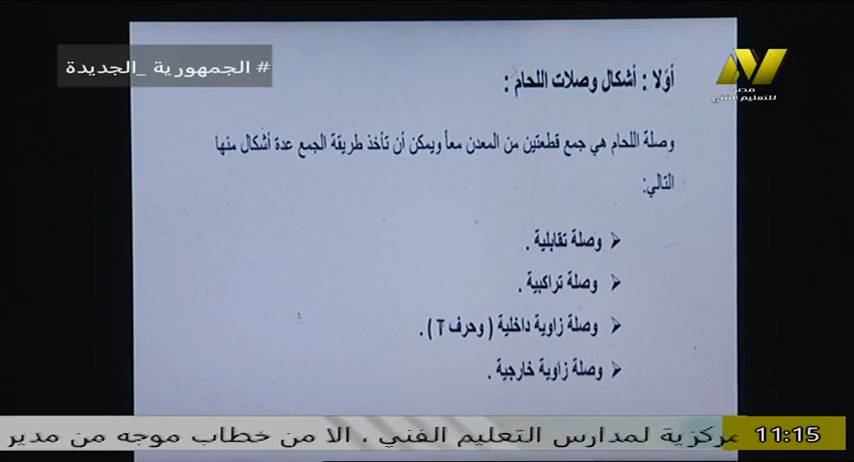 # الجمهورية _الجديدة
مصر
للتعليم الفني
أولا : أشكال وصلات اللحام :
وصلة اللحام هي جمع قطعتين من المعدن معاً ويمكن أن تأخذ طريقة الجمع عدة أشكال منها
التالي:
➢ وصلة تقابلية .
➢ وصلة تراكبية .
➢ وصلة زاوية داخلية ( وحرف T ) .
➢ وصلة زاوية خارجية .
مركزية لمدارس التعليم الفني . الا من خطاب موجه من مدير
11:15